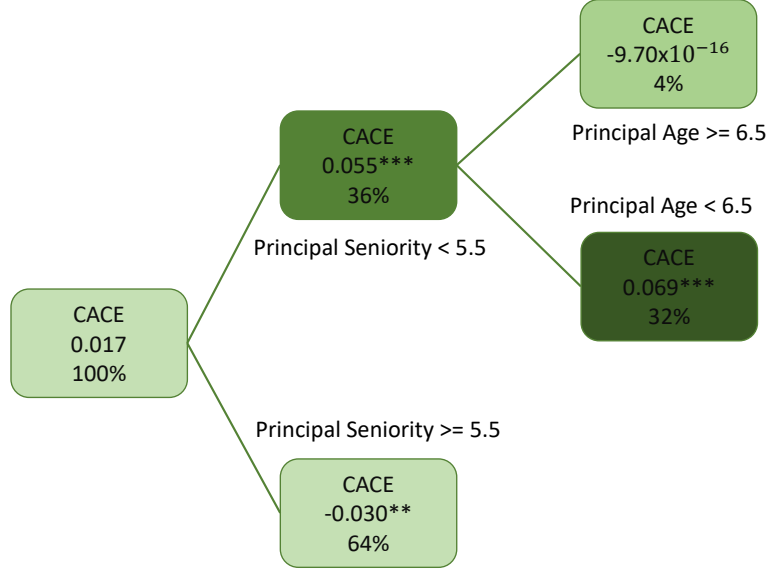 CACE
-9.70x10⁻¹⁶
4%
Principal Age >= 6.5
CACE
0.055***
36%
Principal Seniority < 5.5
Principal Age < 6.5
CACE
0.069***
32%
CACE
0.017
100%
Principal Seniority >= 5.5
CACE
-0.030**
64%